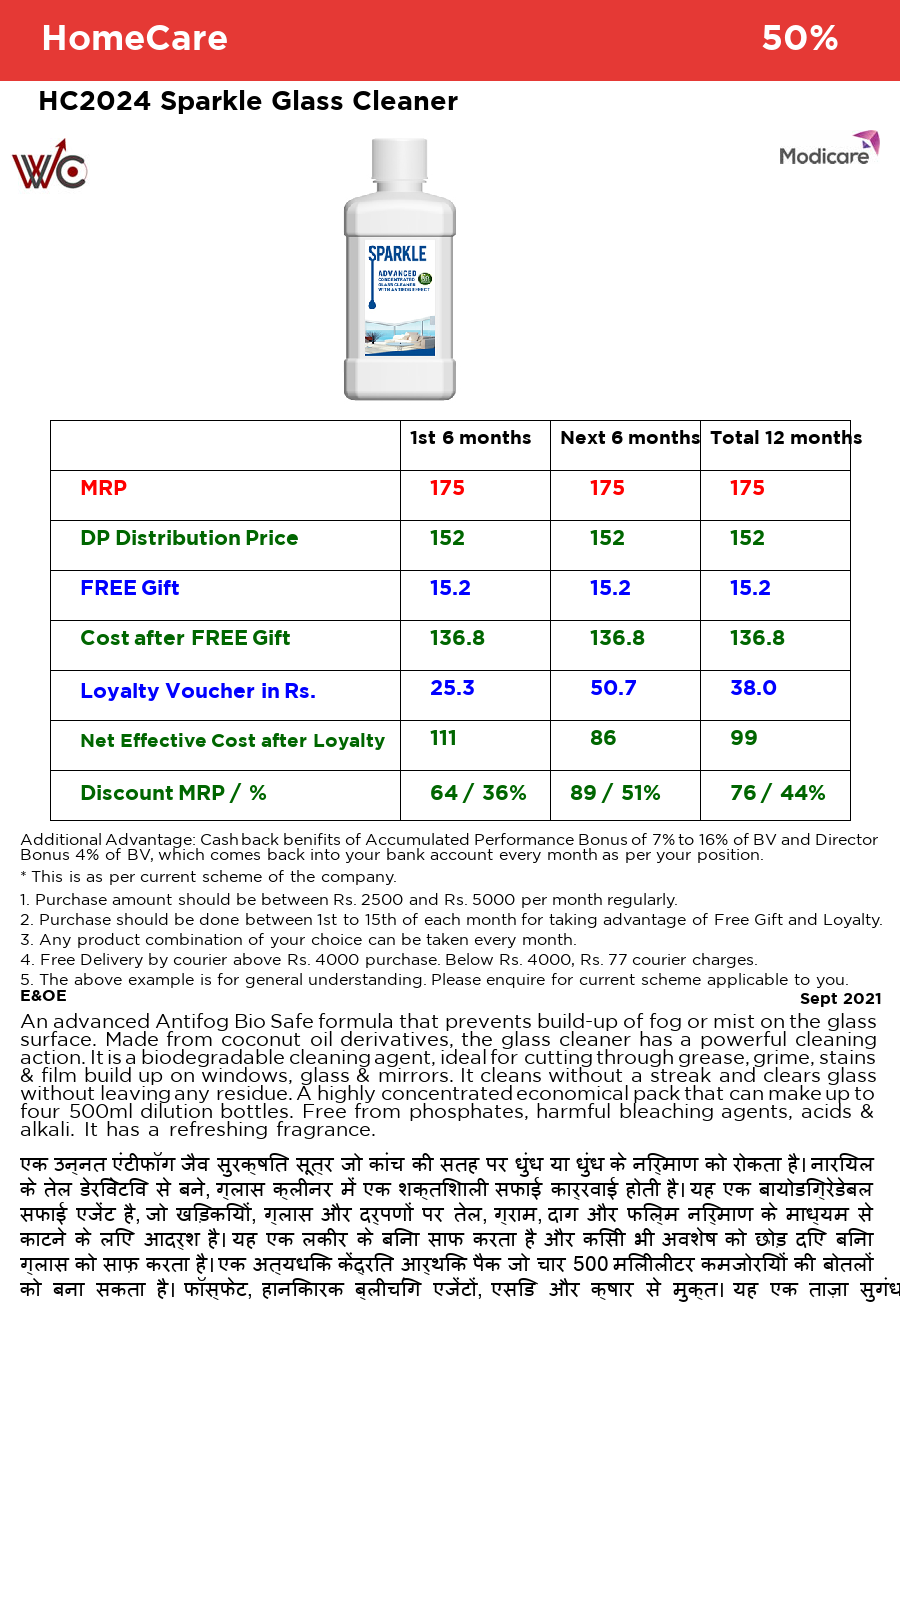 HomeCare 50%
HC2024 Sparkle Glass Cleaner
WC
Modicare
SPARKLE
ADVANCED
CONCENTRATED
GLASS CLEANER
WITH ANTIFOG EFFECT
1st 6 months Next 6 months Total 12 months
MRP 175 175 175
DP Distribution Price 152 152 152
FREE Gift 15.2 15.2 15.2
Cost after FREE Gift 136.8 136.8 136.8
Loyalty Voucher in Rs. 25.3 50.7 38.0
Net Effective Cost after Loyalty 111 86 99
Discount MRP / % 64 / 36% 89 / 51% 76 / 44%
Additional Advantage: Cash back benifits of Accumulated Performance Bonus of 7% to 16% of BV and Director
Bonus 4% of BV, which comes back into your bank account every month as per your position.
* This is as per current scheme of the company.
1. Purchase amount should be between Rs. 2500 and Rs. 5000 per month regularly.
2. Purchase should be done between 1st to 15th of each month for taking advantage of Free Gift and Loyalty.
3. Any product combination of your choice can be taken every month.
4. Free Delivery by courier above Rs. 4000 purchase. Below Rs. 4000, Rs. 77 courier charges.
5. The above example is for general understanding. Please enquire for current scheme applicable to you.
E&OE Sept 2021
An advanced Antifog Bio Safe formula that prevents build-up of fog or mist on the glass
surface. Made from coconut oil derivatives, the glass cleaner has a powerful cleaning
action. It is a biodegradable cleaning agent, ideal for cutting through grease, grime, stains
& film build up on windows, glass & mirrors. It cleans without a streak and clears glass
without leaving any residue. A highly concentrated economical pack that can make up to
four 500ml dilution bottles. Free from phosphates, harmful bleaching agents, acids &
alkali. It has a refreshing fragrance.
एक उन्नत एंटीफॉग जैव सुरक्षित सूत्र जो कांच की सतह पर धुंध या धुंध के निर्माण को रोकता है। नारियल
के तेल डेरिवेटिव से बने, ग्लास क्लीनर में एक शक्तिशाली सफाई कार्रवाई होती है। यह एक बायोडिग्रेडेबल
सफाई एजेंट है, जो खिड़कियों, ग्लास और दर्पणों पर तेल, ग्राम, दाग और फिल्म निर्माण के माध्यम से
काटने के लिए आदर्श है। यह एक लकीर के बिना साफ करता है और किसी भी अवशेष को छोड़ दिए बिना
ग्लास को साफ़ करता है। एक अत्यधिक केंद्रित आर्थिक पैक जो चार 500 मिलीलीटर कमजोरियों की बोतलों
को बना सकता है। फॉस्फेट, हानिकारक ब्लीचिंग एजेंटों, एसिड और क्षार से मुक्त। यह एक ताज़ा सुगंध